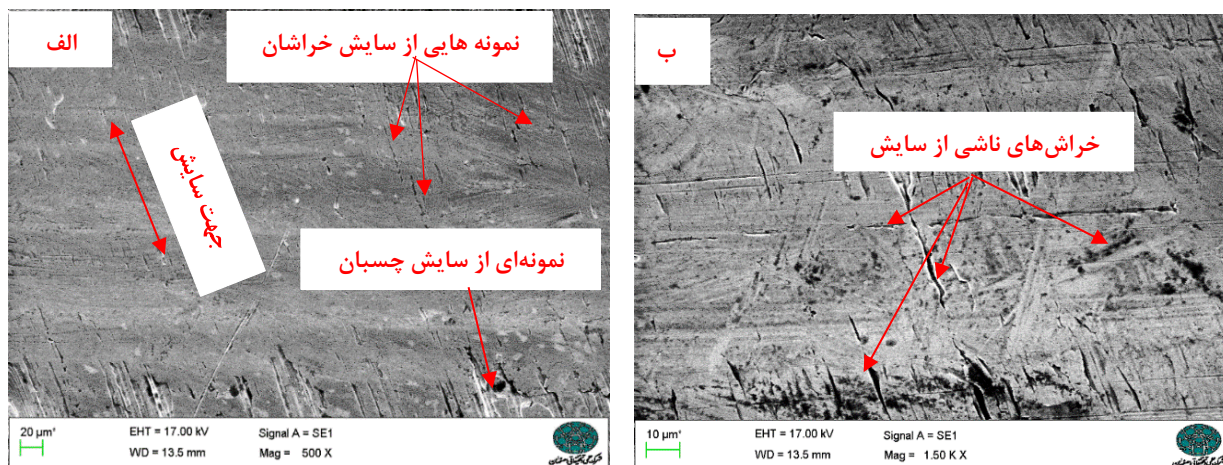 الف
نمونه هایی از سایش خراشان
جهت سایش
نمونه‌ای از سایش چسبان
20 µm*
EHT = 17.00 kV
Signal A = SE1
WD = 13.5 mm
Mag = 500 X
ب
خراش‌های ناشی از سایش
10 µm*
EHT = 17.00 kV
Signal A = SE1
WD = 13.5 mm
Mag = 1.50 K X